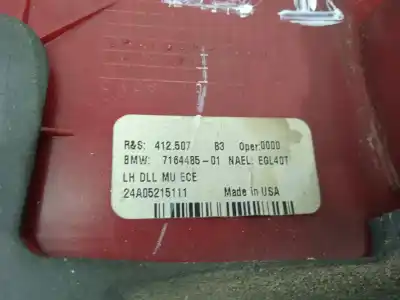 R&S: 412.507 B3 Oper:0000
BMW: 7164485-01 NAEL: EGL40T
LH DLL MU ECE
24A05215111 Made in USA